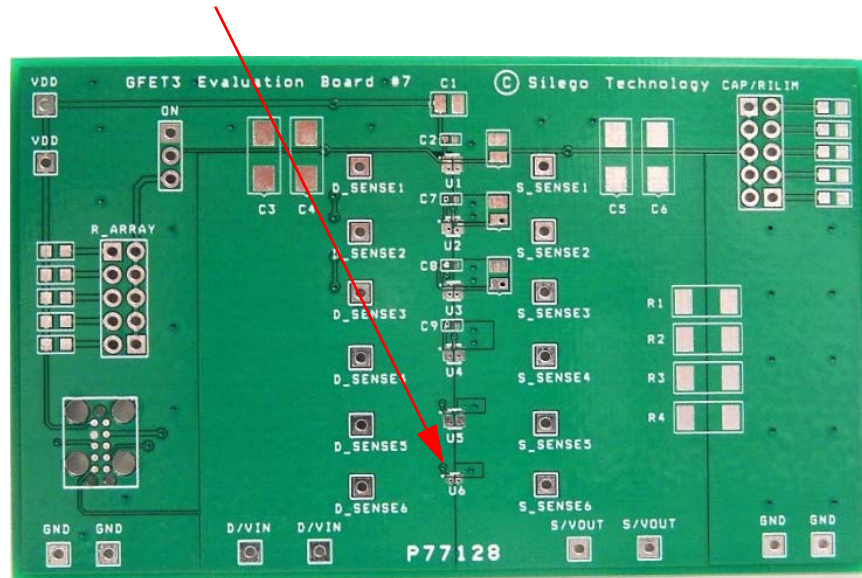 VDD
GFET3 Evaluation Board #7
C1
© Silego Technology
CAP/RILIM
ON
VDD
C2
U1
D_SENSE1
S_SENSE1
C3
C4
C7
C5
C6
R_ARRAY
U2
D_SENSE2
S_SENSE2
C8
U3
D_SENSE3
S_SENSE3
R1
C9
R2
U4
D_SENSE4
S_SENSE4
R3
R4
U5
D_SENSE5
S_SENSE5
U6
D_SENSE6
S_SENSE6
GND
GND
D/VIN
D/VIN
S/VOUT
S/VOUT
GND
GND
P77128